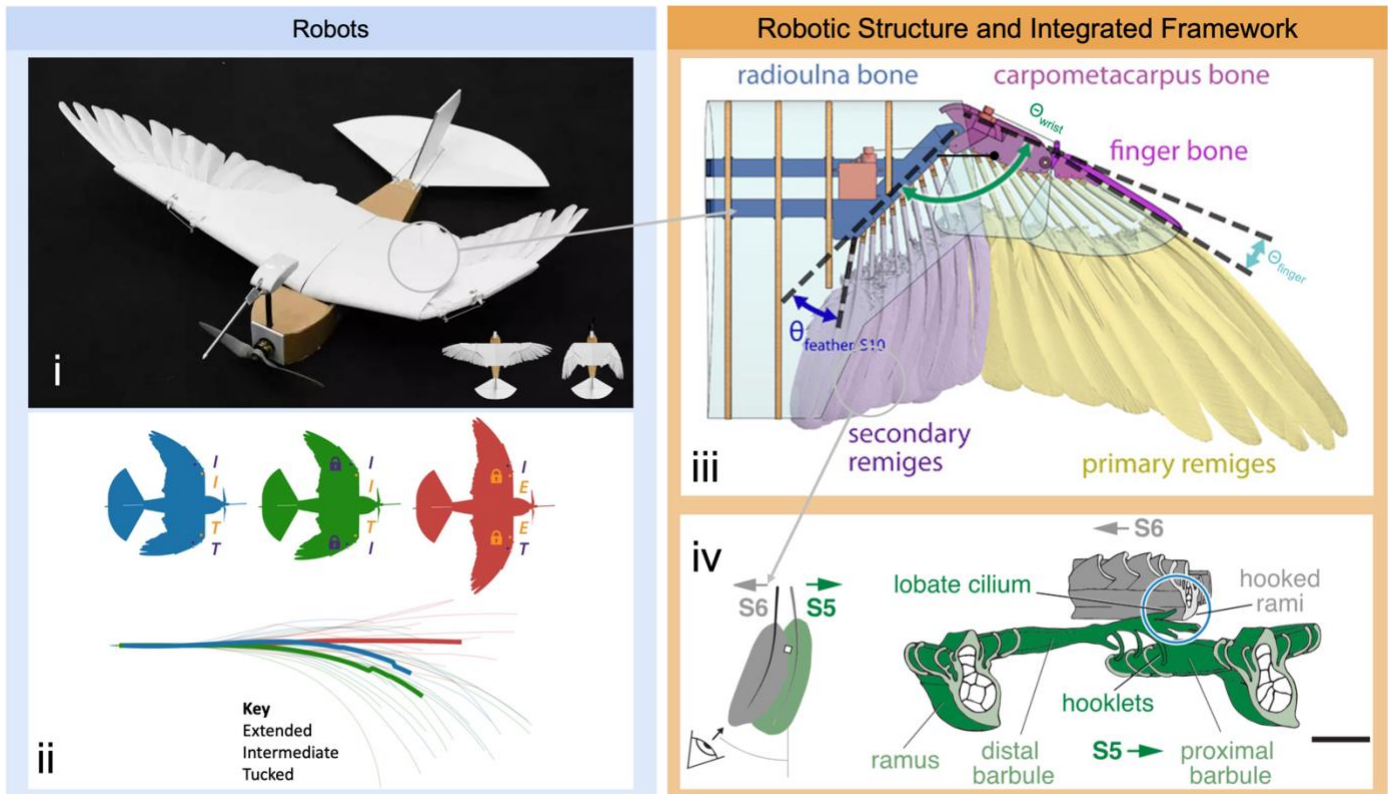 Robots
i
I
I
T
T
I
I
T
I
I
E
E
T
Key
Extended
Intermediate
Tucked
ii
Robotic Structure and Integrated Framework
radioulna bone
carpometacarpus bone
Θwrist
finger bone
Θfinger
θfeather S10
secondary
remiges
primary remiges
iii
iv
S6
S5
S6
lobate cilium
hooked
rami
hooklets
ramus
distal
barbule
S5
proximal
barbule